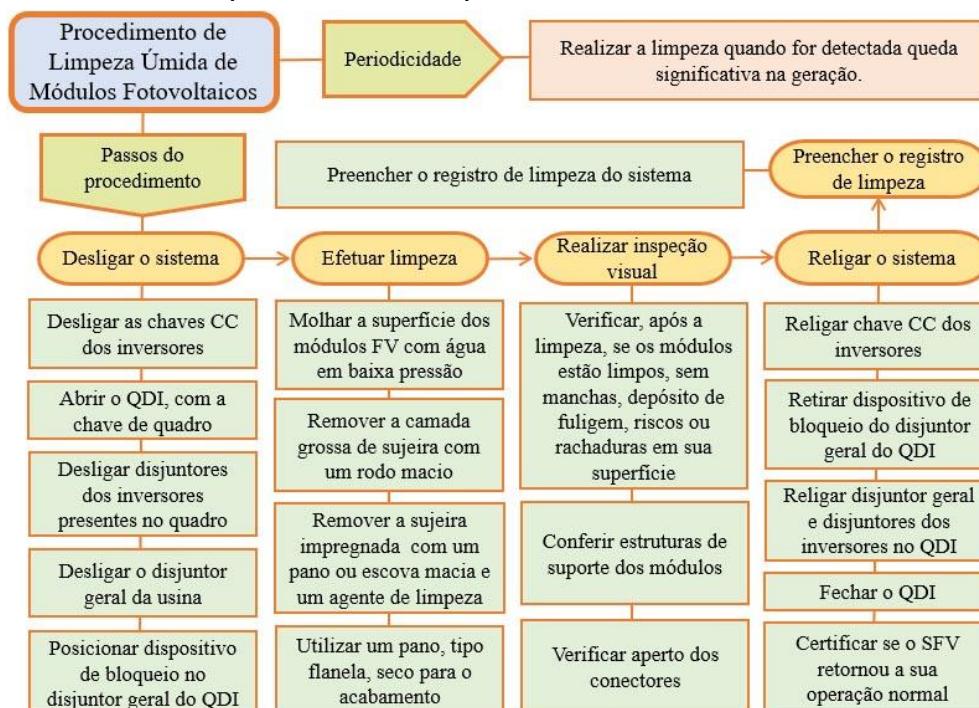 Procedimento de
Limpeza Úmida de
Módulos Fotovoltaicos
Periodicidade
Realizar a limpeza quando for detectada queda
significativa na geração.
Passos do
procedimento
Preencher o registro de limpeza do sistema
Preencher o registro
de limpeza
Desligar o sistema
Efetuar limpeza
Realizar inspeção
visual
Religar o sistema
Desligar as chaves CC
dos inversores
Abrir o QDI, com a
chave de quadro
Desligar disjuntores
dos inversores
presentes no quadro
Desligar o disjuntor
geral da usina
Posicionar dispositivo
de bloqueio no
disjuntor geral do QDI
Molhar a superfície dos
módulos FV com água
em baixa pressão
Remover a camada
grossa de sujeira com
um rodo macio
Remover a sujeira
impregnada com um
pano ou escova macia e
um agente de limpeza
Utilizar um pano, tipo
flanela, seco para o
acabamento
Verificar, após a
limpeza, se os módulos
estão limpos, sem
manchas, depósito de
fuligem, riscos ou
rachaduras em sua
superfície
Conferir estruturas de
suporte dos módulos
Verificar aperto dos
conectores
Religar chave CC dos
inversores
Retirar dispositivo de
bloqueio do disjuntor
geral do QDI
Religar disjuntor geral
e disjuntores dos
inversores no QDI
Fechar o QDI
Certificar se o SFV
retornou a sua
operação normal